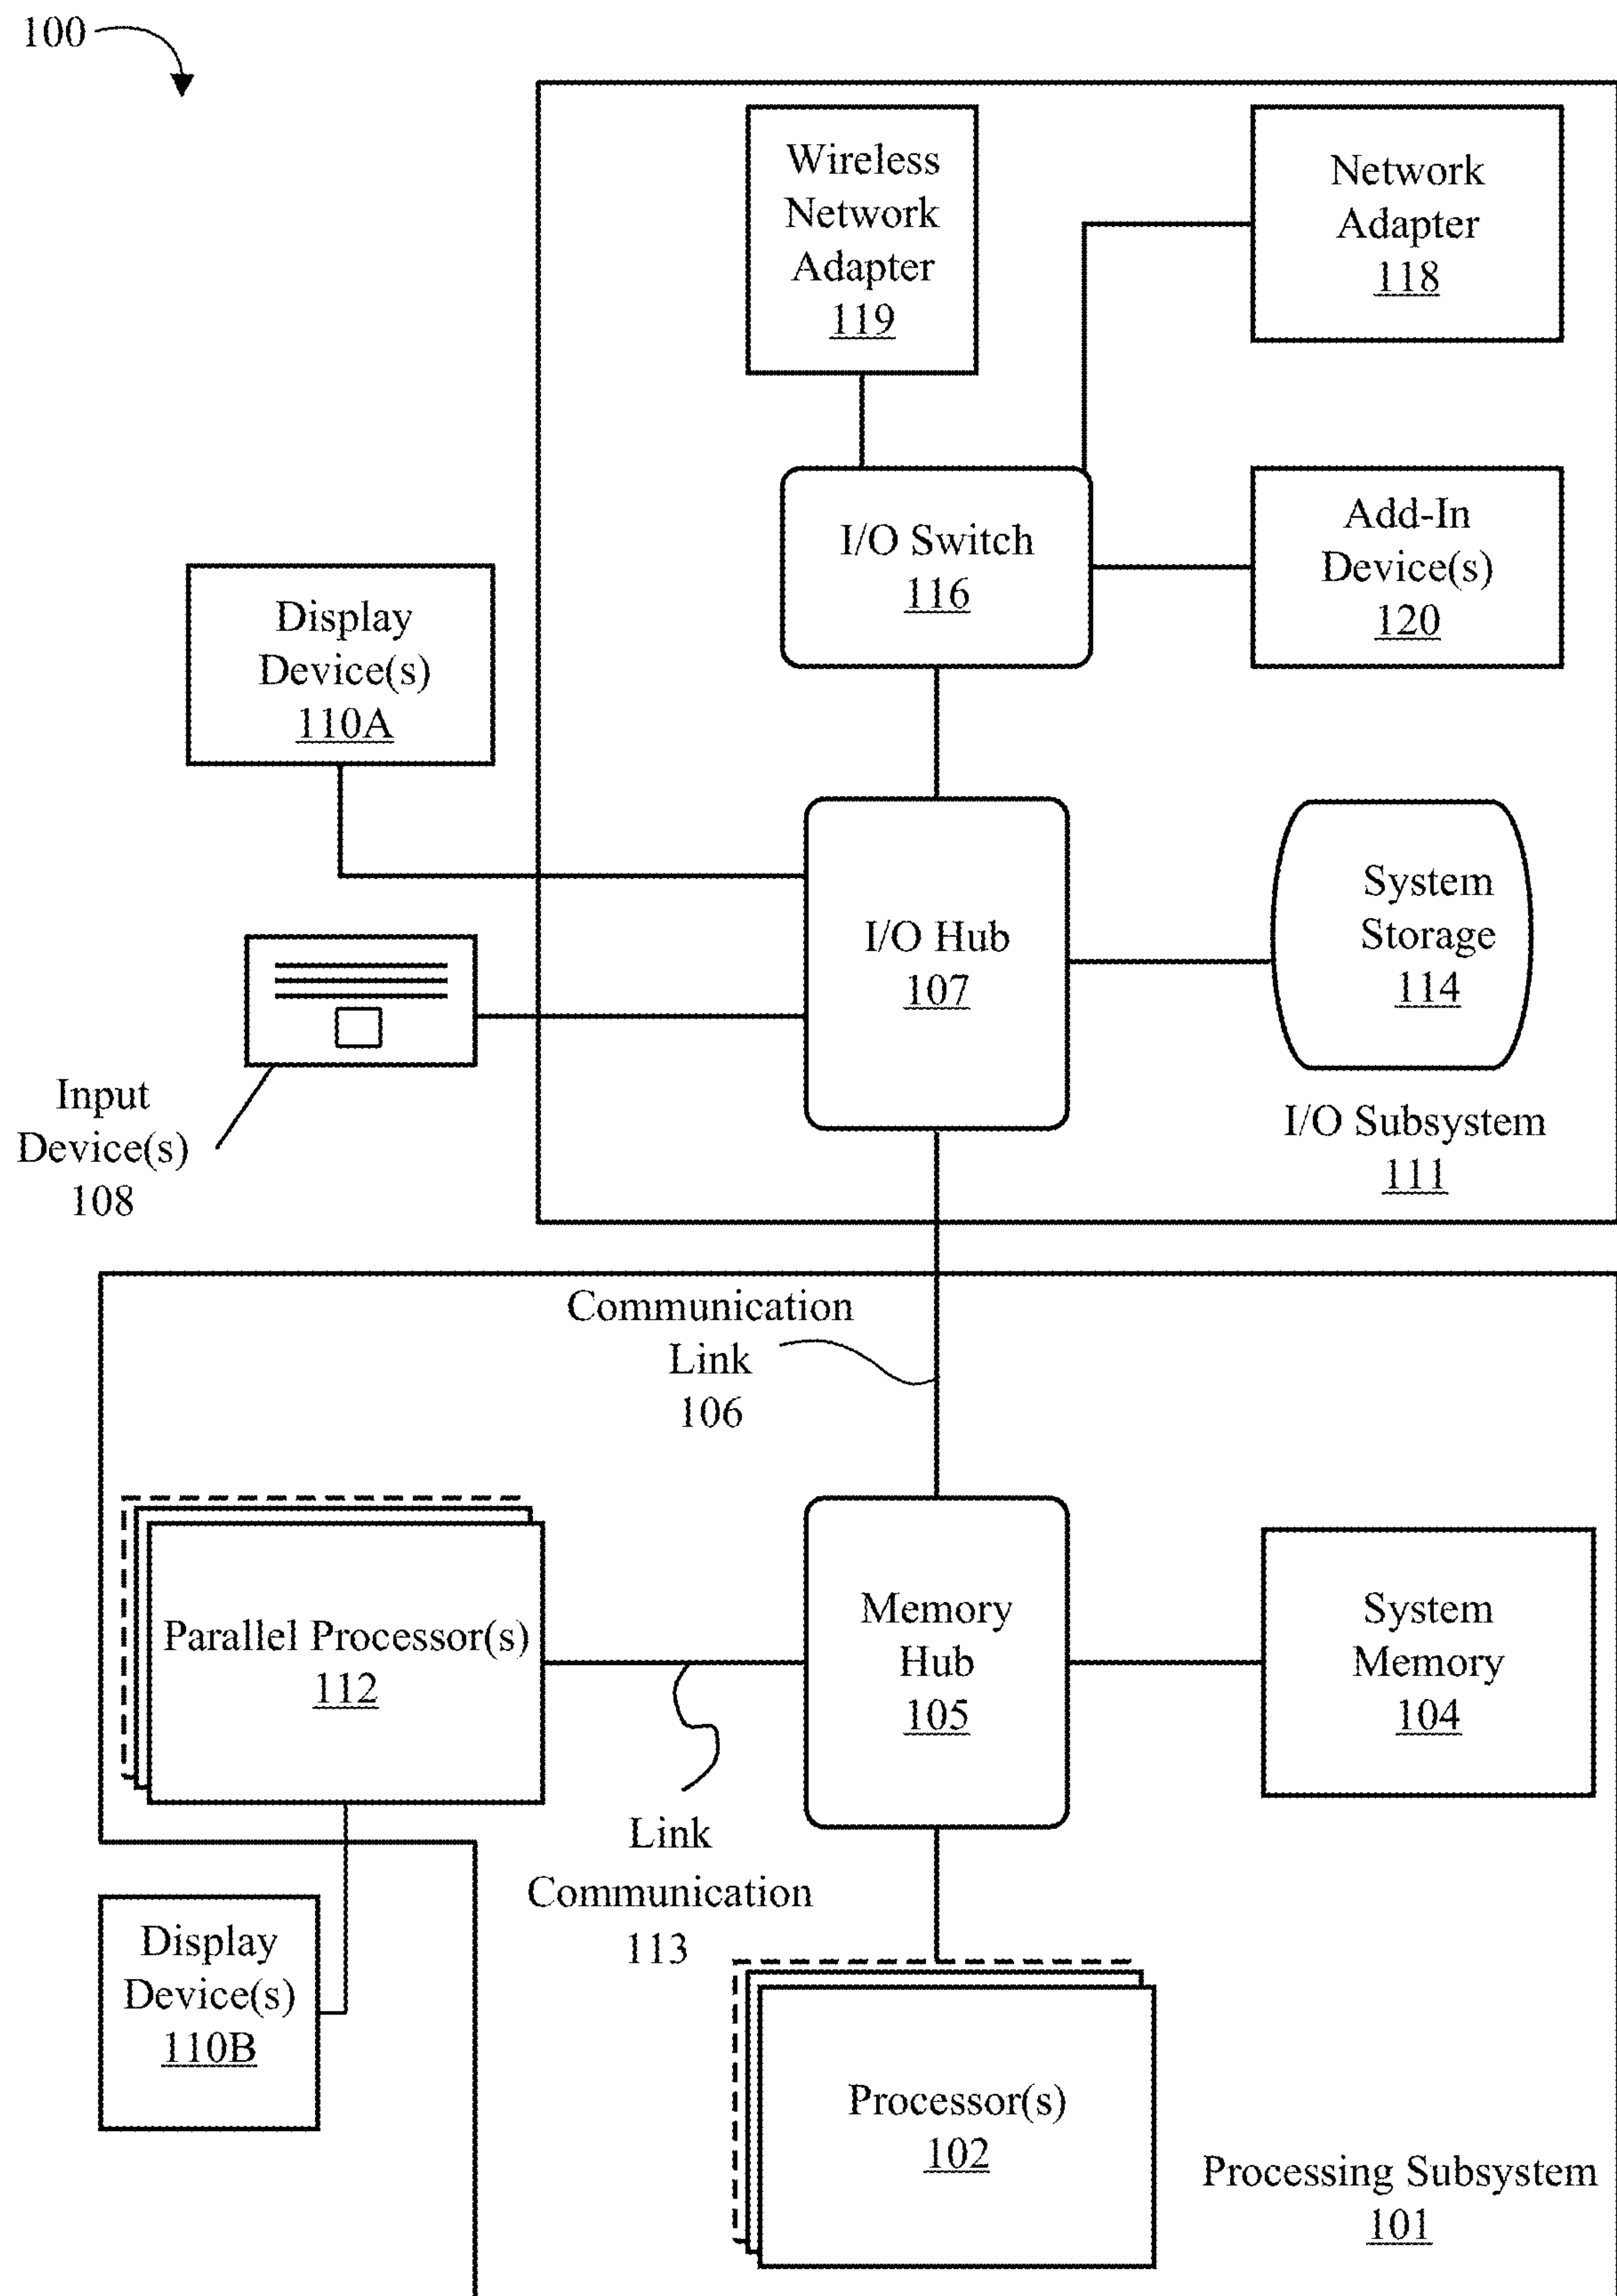 100
Wireless
Network
Adapter
119
Network
Adapter
118
I/O Switch
116
Add-In
Device(s)
120
Display
Device(s)
110A
I/O Hub
107
System
Storage
114
Input
Device(s)
108
I/O Subsystem
111
Communication
Link
106
Parallel Processor(s)
112
Memory
Hub
105
System
Memory
104
Link
Communication
113
Display
Device(s)
110B
Processor(s)
102
Processing Subsystem
101